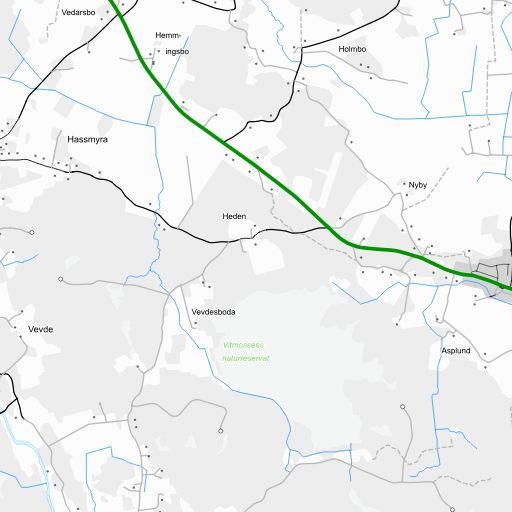 Vedarsbo
Hemm-
ingsbo
Holmbo
Hassmyra
Nyby
Heden
Vevdesboda
Vevde
Vitmossens
naturreservat
Asplund